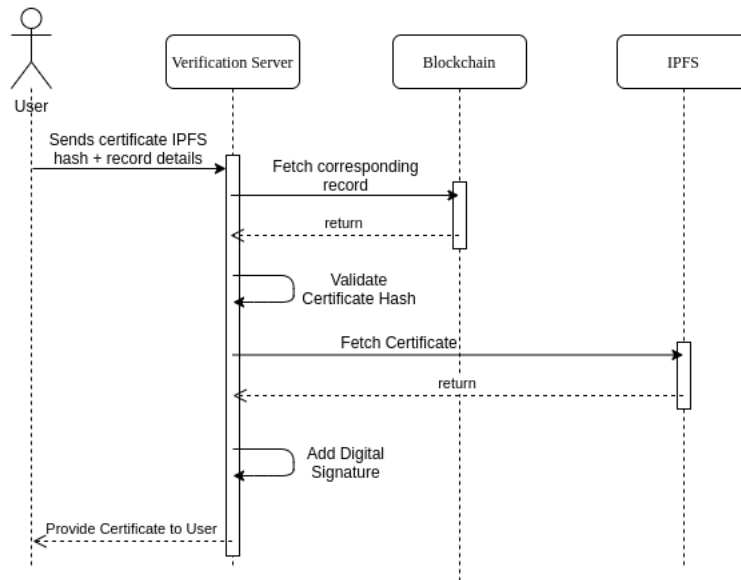 Verification Server
Blockchain
IPFS
User
Sends certificate IPFS
hash + record details
Fetch corresponding
record
return
Validate
Certificate Hash
Fetch Certificate
return
Add Digital
Signature
Provide Certificate to User